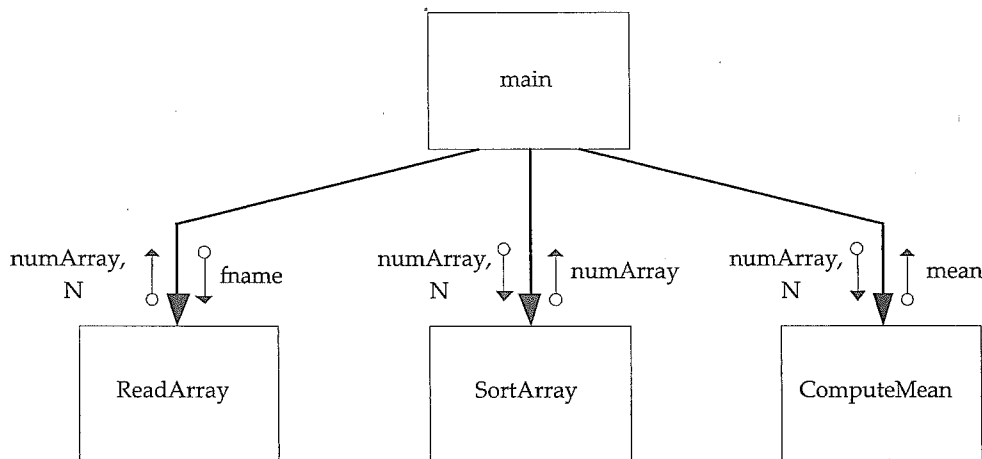 main
numArray,
N
fname
numArray,
N
numArray
numArray,
N
mean
ReadArray
SortArray
ComputeMean